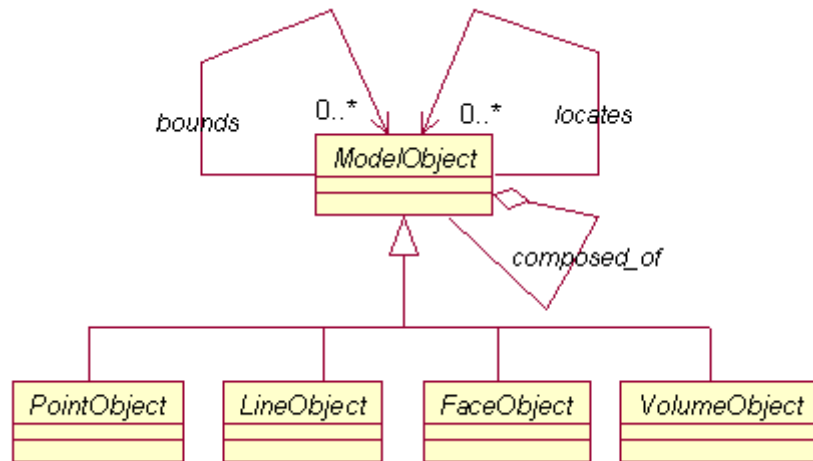 bounds
0..*
0..*
locates
ModelObject
composed_of
PointObject
LineObject
FaceObject
VolumeObject